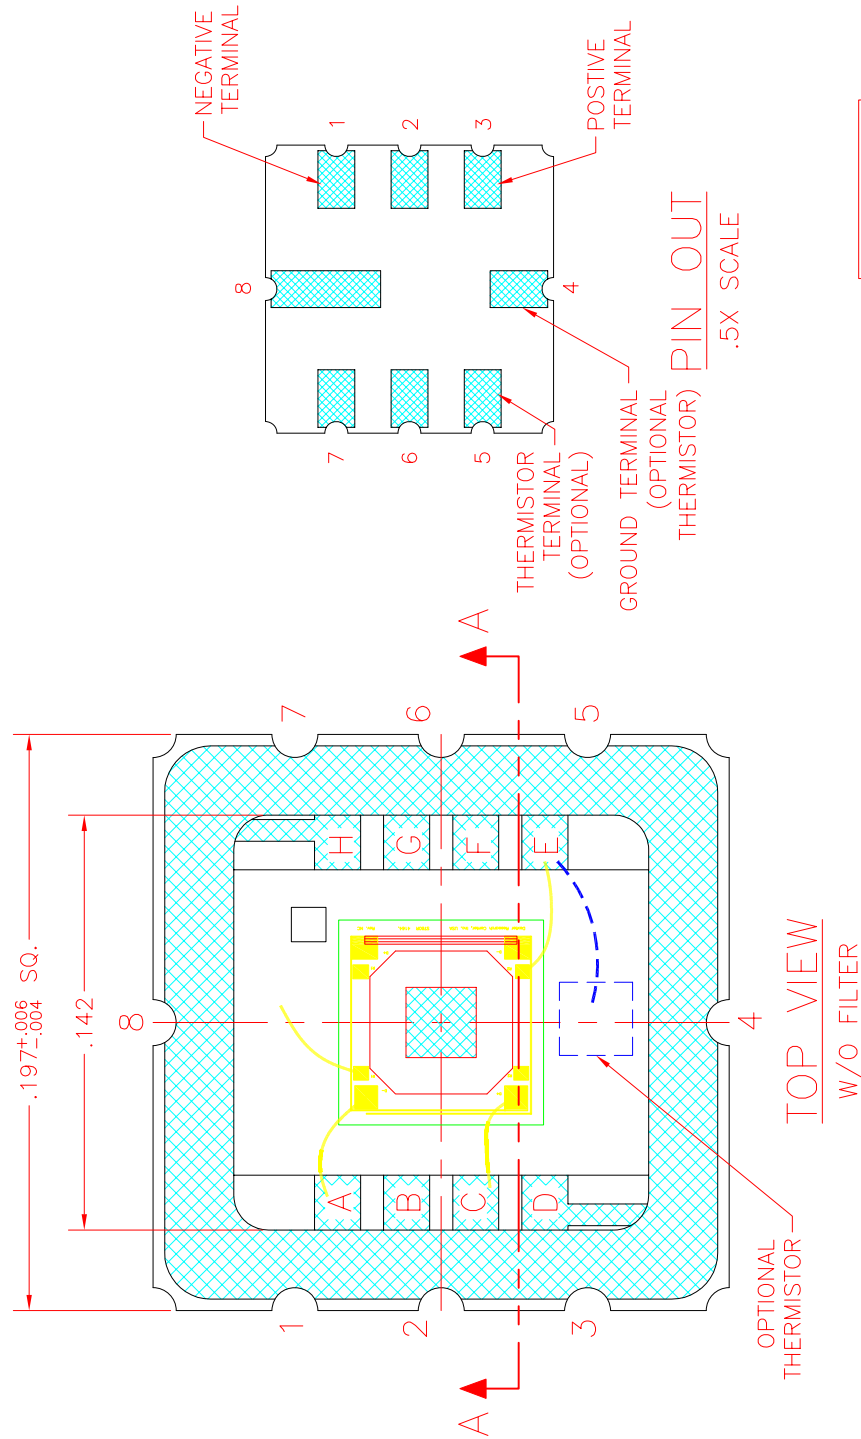 .197+.006
-.004 SQ.
.142
8
7
6
5
4
3
2
1
H
G
F
E
A
B
C
D
A
A
OPTIONAL
THERMISTOR
TOP VIEW
W/O FILTER
NEGATIVE
TERMINAL
8
1
2
3
4
5
6
7
POSTIVE
TERMINAL
THERMISTOR
TERMINAL
(OPTIONAL)
GROUND TERMINAL
(OPTIONAL
THERMISTOR)
PIN OUT
.5X SCALE